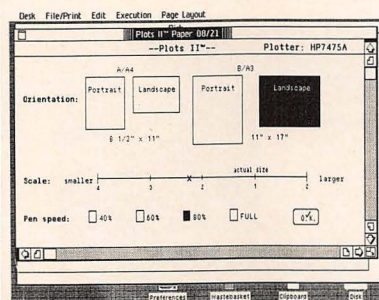 Desk File/Print Edit Execution Page Layout
Plots II™ Paper 08/21
--Plots II™-- Plotter: HP7475A
A/A4 B/A3
Orientation: Portrait Landscape Portrait Landscape
8 1/2" x 11" 11" x 17"
actual size
Scale: smaller larger
4 3 2 1 2
Pen speed: 40% 60% 80% FULL O.K.
Preferences Wastebasket Clipboard Disk